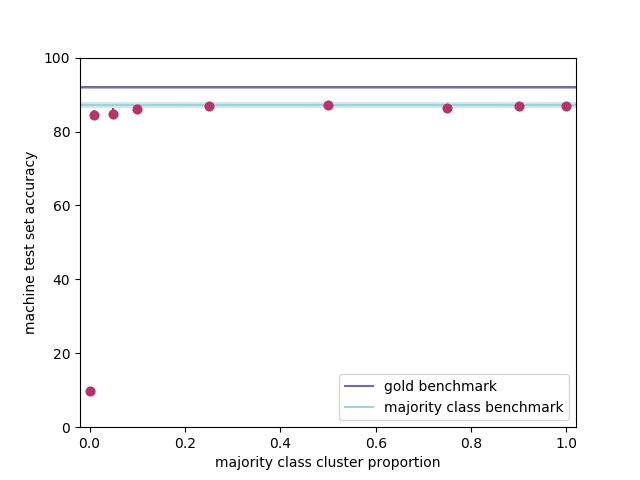 100
80
60
40
20
0
machine test set accuracy
gold benchmark
majority class benchmark
0.0 0.2 0.4 0.6 0.8 1.0
majority class cluster proportion